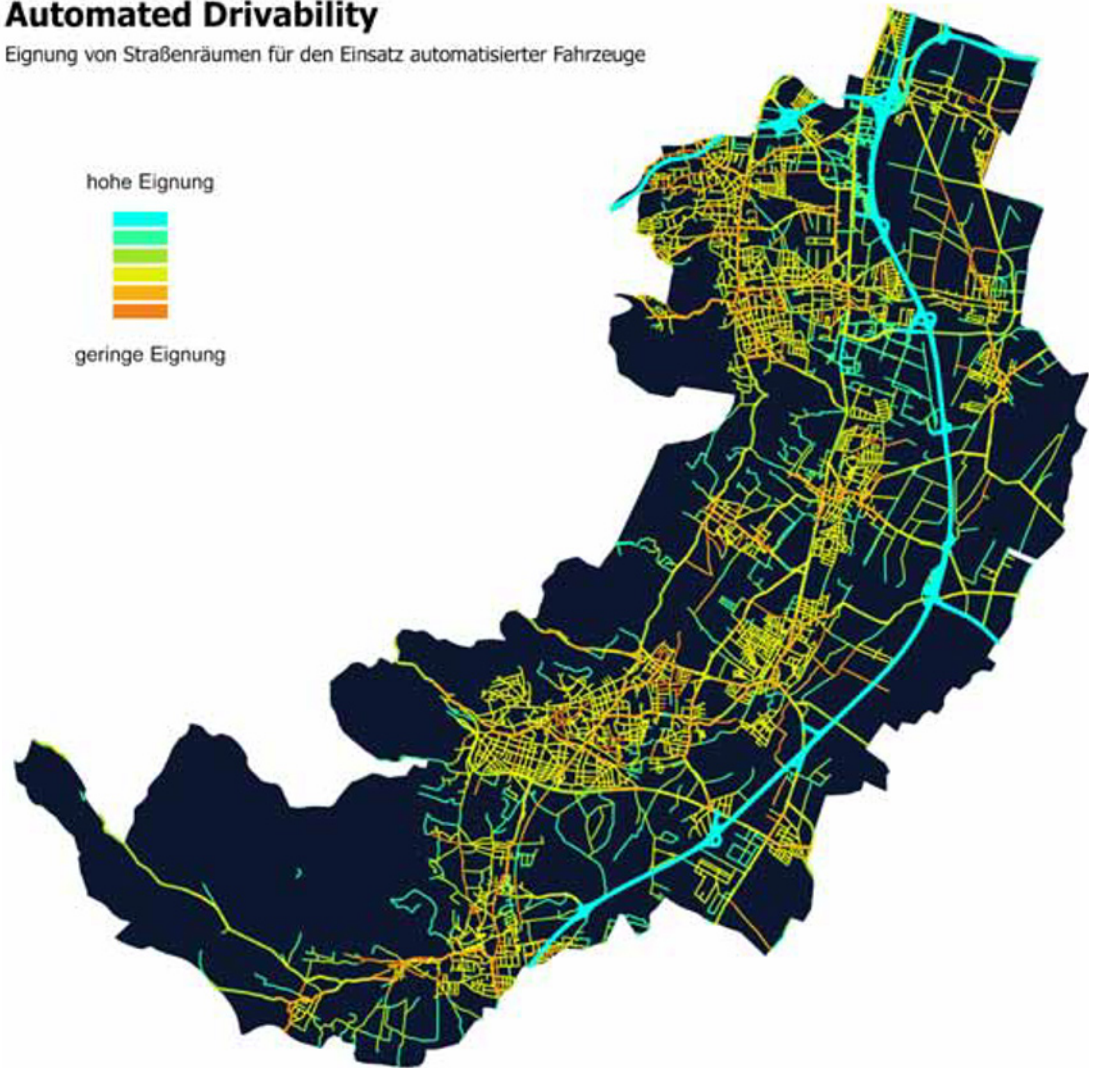 Automated Drivability
Eignung von Straßenräumen für den Einsatz automatisierter Fahrzeuge
hohe Eignung
geringe Eignung